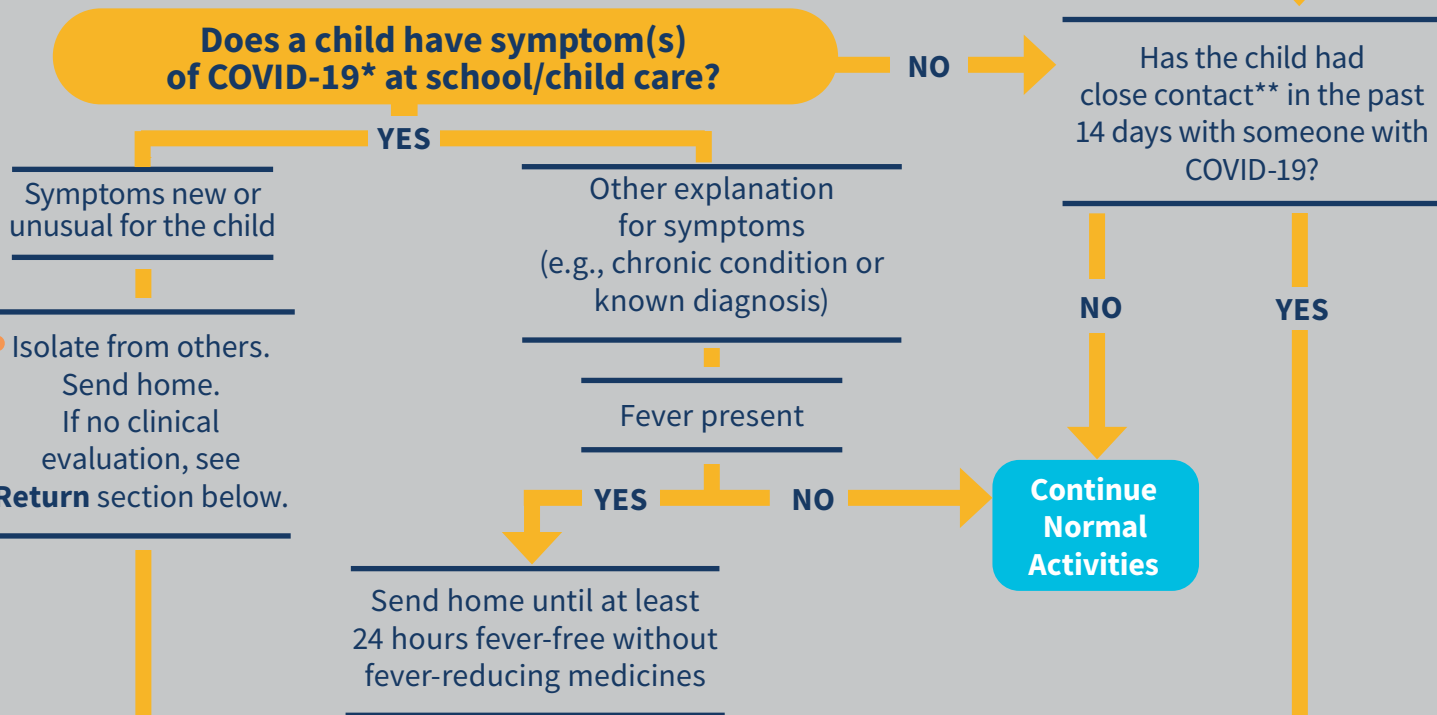 Does a child have symptom(s)
of COVID-19* at school/child care?
NO
Has the child had
close contact** in the past
14 days with someone with
COVID-19?
YES
Symptoms new or
unusual for the child
Other explanation
for symptoms
(e.g., chronic condition or
known diagnosis)
NO
YES
Isolate from others.
Send home.
If no clinical
evaluation, see
Return section below.
Fever present
YES
NO
Continue
Normal
Activities
Send home until at least
24 hours fever-free without
fever-reducing medicines